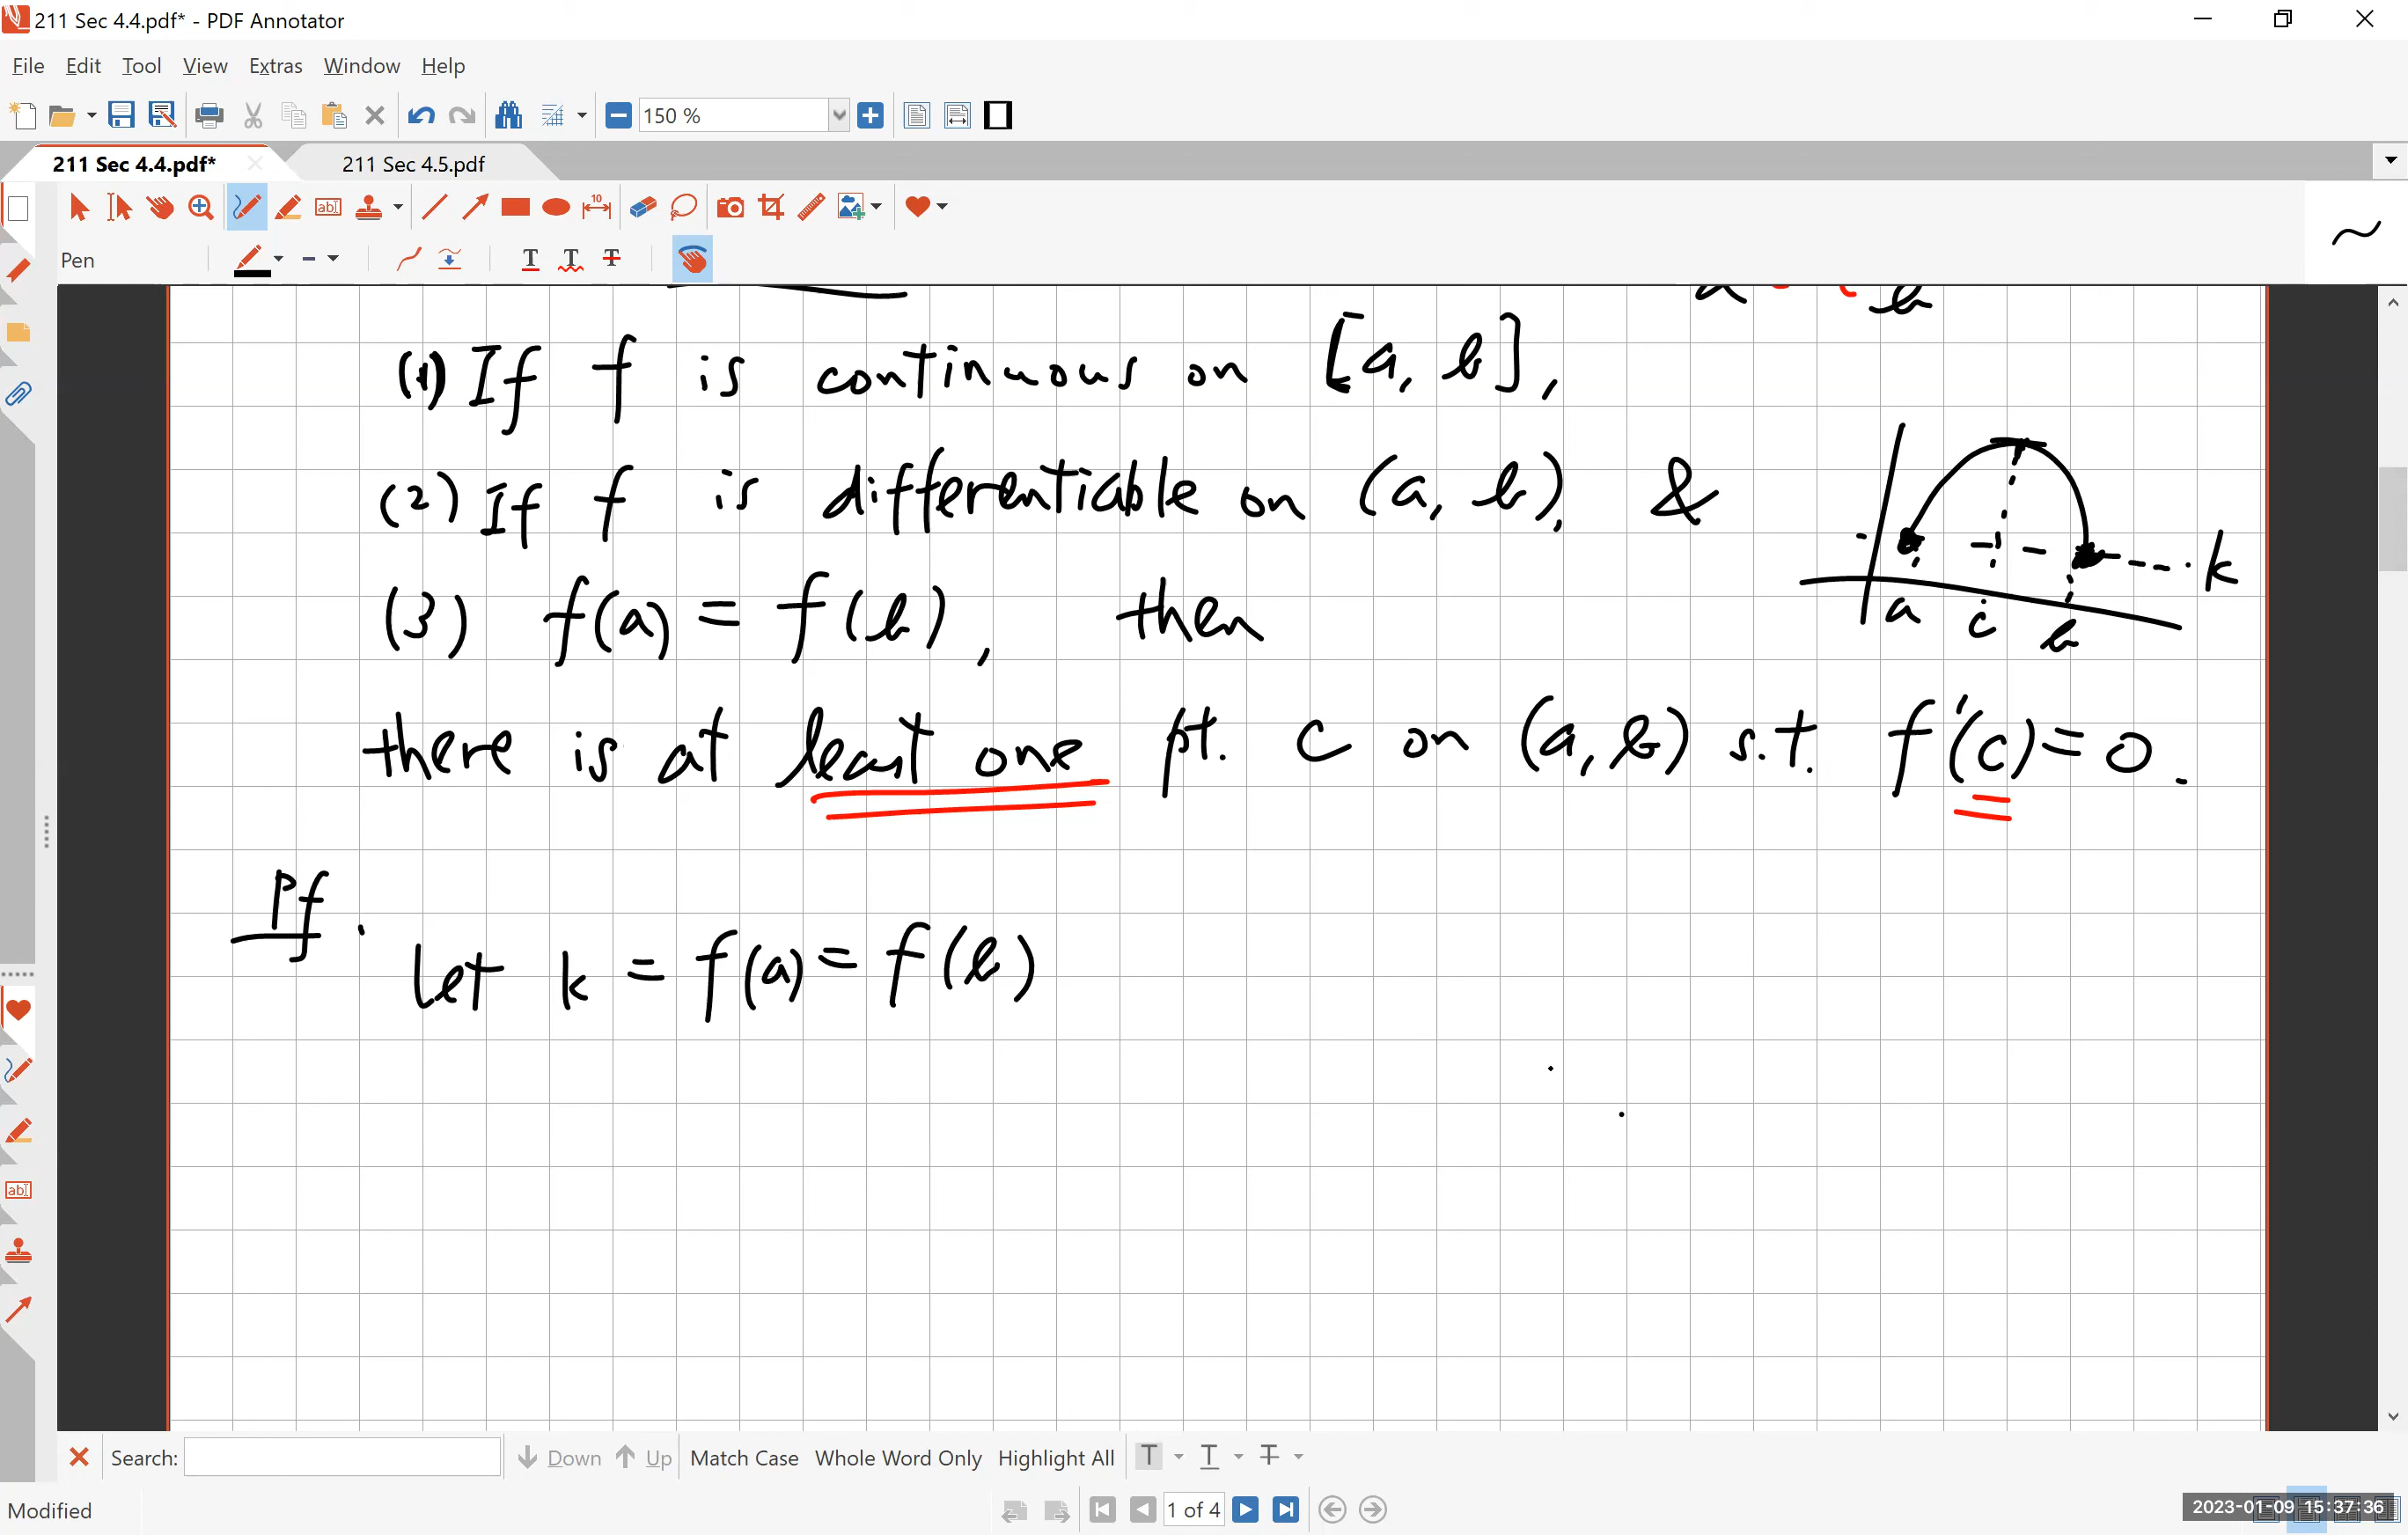 211 Sec 4.4.pdf* - PDF Annotator
File Edit Tool View Extras Window Help
150 %
211 Sec 4.4.pdf* 211 Sec 4.5.pdf
Pen
(1) If f is continuous on [a, b],
(2) If f is differentiable on (a, b), &
(3) f(a) = f(b), then
k
a c b
there is at least one pt. c on (a, b) s.t. f'(c) = 0.
Pf. Let k = f(a) = f(b)
Search: Down Up Match Case Whole Word Only Highlight All
Modified 1 of 4
2023-01-09 15:37:36